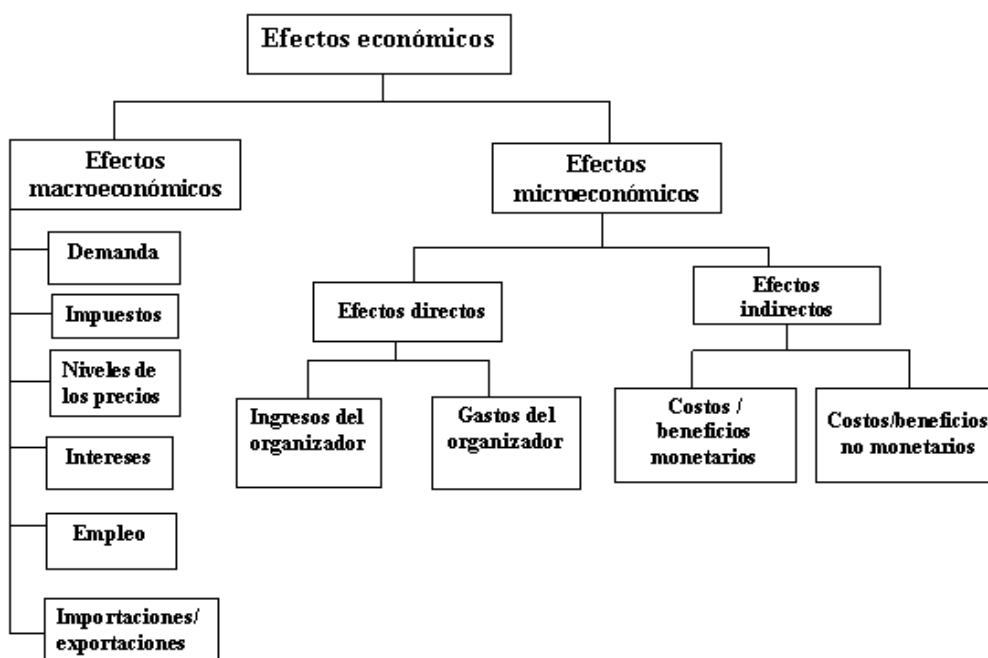 Efectos económicos
Efectos
macroeconómicos
Demanda
Impuestos
Niveles de
los precios
Intereses
Empleo
Importaciones/
exportaciones
Efectos
microeconómicos
Efectos directos
Ingresos del
organizador
Gastos del
organizador
Efectos
indirectos
Costos /
beneficios
monetarios
Costos/beneficios
no monetarios